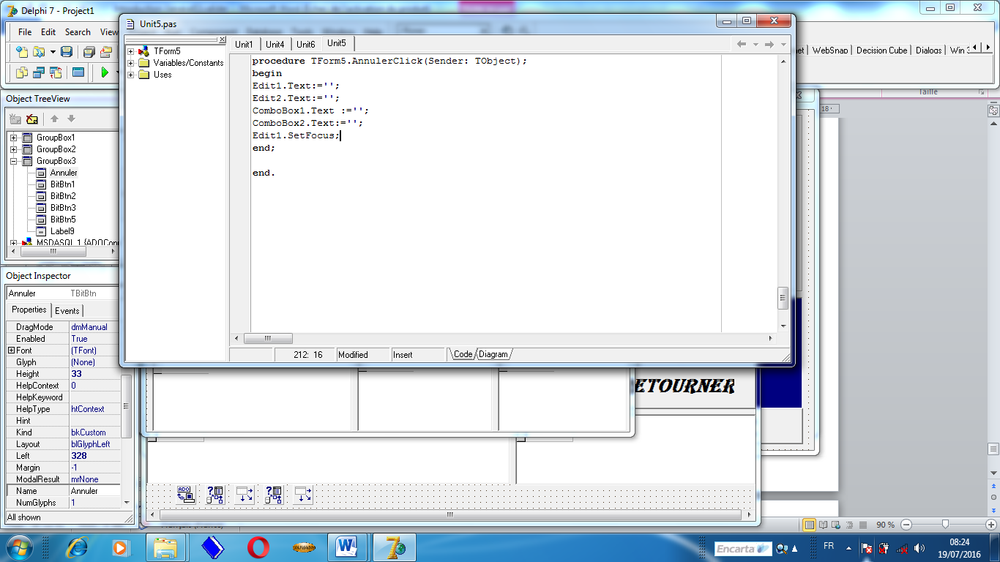 Delphi 7 - Project1
File Edit Search View
WebSnap Decision Cube Dialogs Win 3
Taille
18
Unit5.pas
TForm5
Variables/Constants
Uses
Unit1 Unit4 Unit6 Unit5
procedure TForm5.AnnulerClick(Sender: TObject);
begin
Edit1.Text:='';
Edit2.Text:='';
ComboBox1.Text :='';
ComboBox2.Text:='';
Edit1.SetFocus;
end;
end.
212: 16 Modified Insert Code Diagram
Object TreeView
GroupBox1
GroupBox2
GroupBox3
Annuler
BitBtn1
BitBtn2
BitBtn3
BitBtn5
Label9
MSDASQL.1 {ADOConn
Object Inspector
Annuler TBitBtn
Properties Events
DragMode dmManual
Enabled True
Font (TFont)
Glyph (None)
Height 33
HelpContext 0
HelpKeyword
HelpType htContext
Hint
Kind bkCustom
Layout blGlyphLeft
Left 328
Margin -1
ModalResult mrNone
Name Annuler
NumGlyphs 1
All shown
ETOURNER
ADO
90 %
Encarta
FR
08:24
19/07/2016